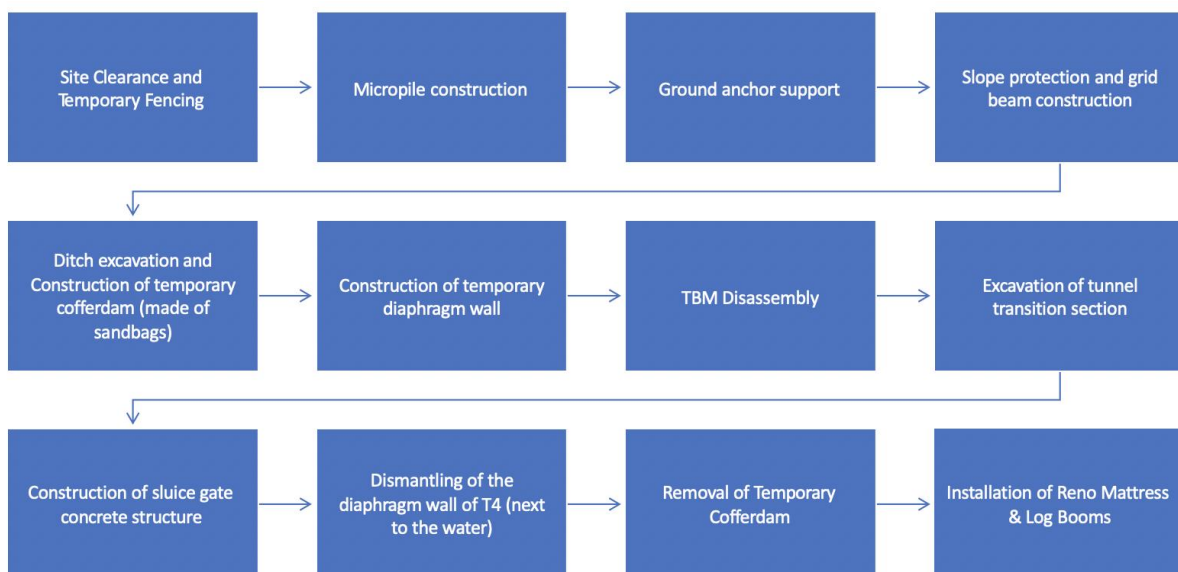 Site Clearance and
Temporary Fencing
Micropile construction
Ground anchor support
Slope protection and grid
beam construction
Ditch excavation and
Construction of temporary
cofferdam (made of
sandbags)
Construction of temporary
diaphragm wall
TBM Disassembly
Excavation of tunnel
transition section
Construction of sluice gate
concrete structure
Dismantling of the
diaphragm wall of T4 (next
to the water)
Removal of Temporary
Cofferdam
Installation of Reno Mattress
& Log Booms